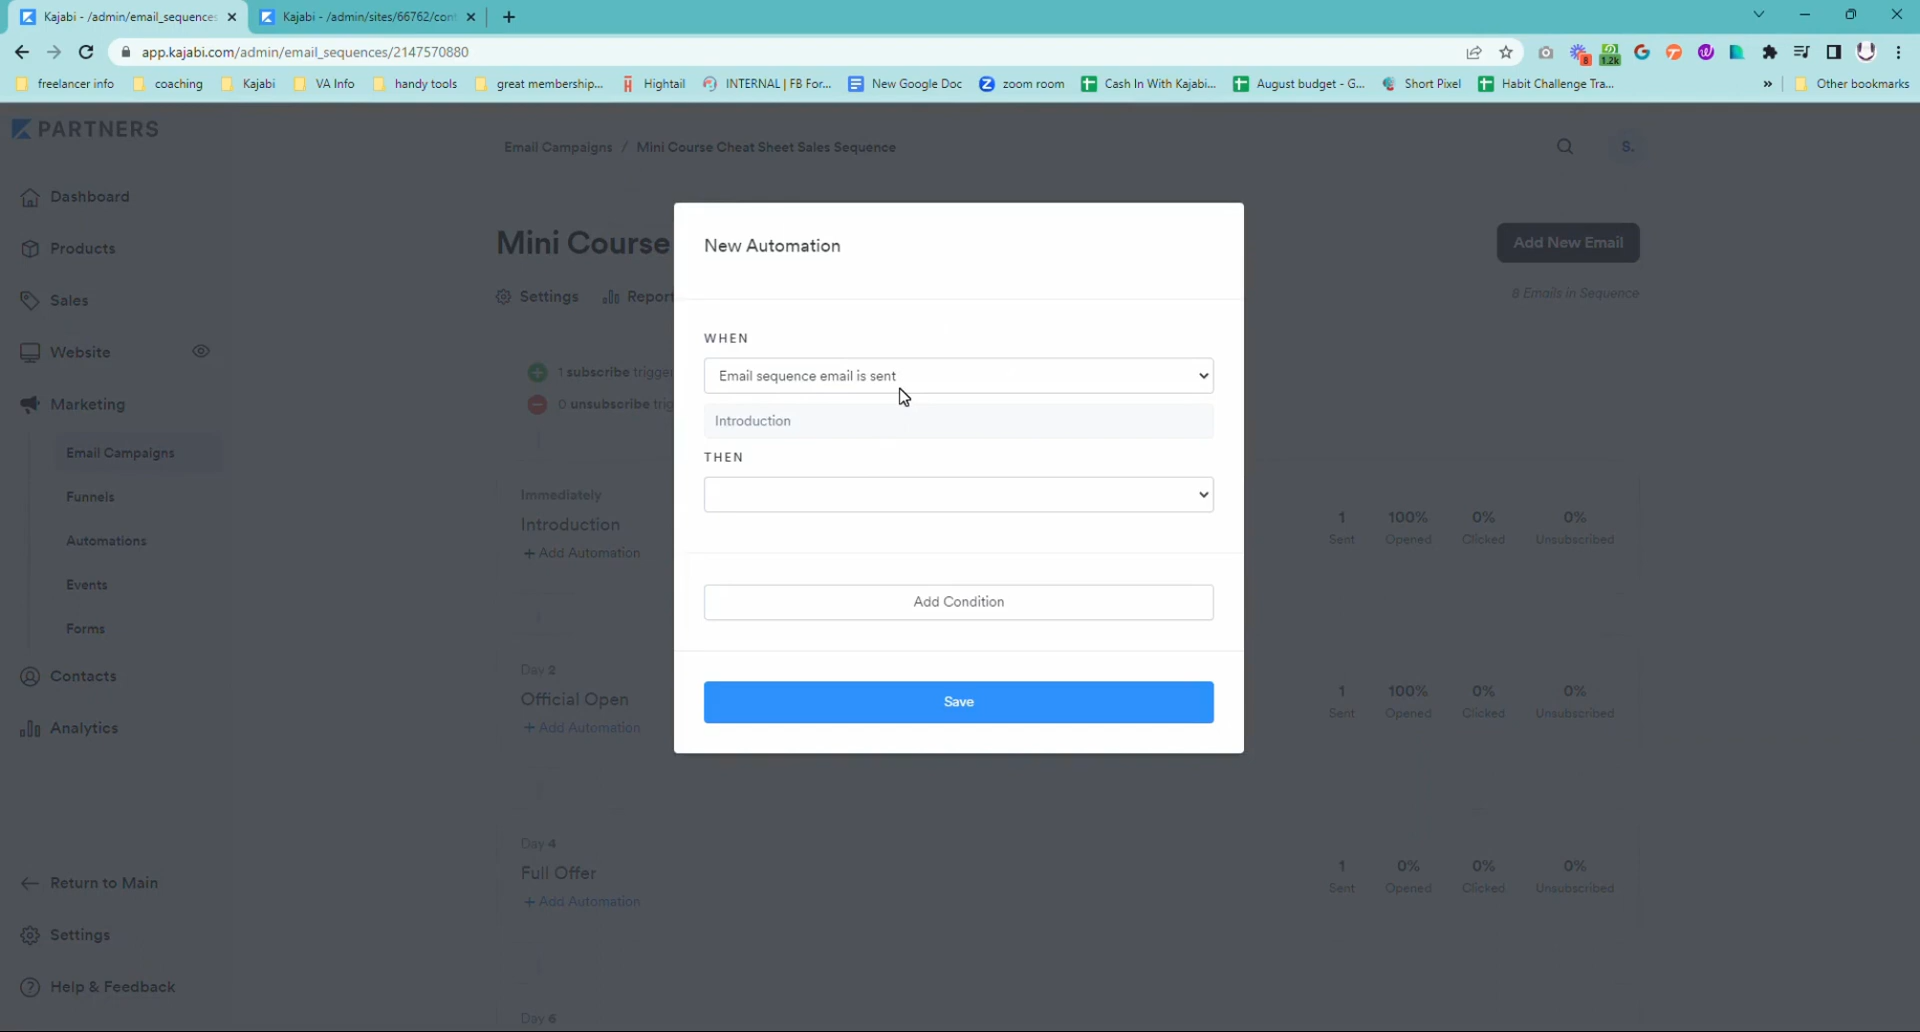 Kajabi - /admin/email_sequences
Kajabi - /admin/sites/66762/cont
app.kajabi.com/admin/email_sequences/2147570880
8
1.2k
freelancer info
coaching
Kajabi
VA Info
handy tools
great membership...
Hightail
INTERNAL | FB For...
New Google Doc
zoom room
Cash In With Kajabi...
August budget - G...
Short Pixel
Habit Challenge Tra...
»
Other bookmarks
PARTNERS
Email Campaigns / Mini Course Cheat Sheet Sales Sequence
S.
Dashboard
Products
Sales
Website
Marketing
Email Campaigns
Funnels
Automations
Events
Forms
Contacts
Analytics
Return to Main
Settings
Help & Feedback
Mini Course
Add New Email
Settings
Report
8 Emails in Sequence
1 subscribe trigger
0 unsubscribe trig
New Automation
WHEN
Email sequence email is sent
Introduction
THEN
Add Condition
Save
Immediately
Introduction
+ Add Automation
1 100% 0% 0%
Sent Opened Clicked Unsubscribed
Day 2
Official Open
+ Add Automation
1 100% 0% 0%
Sent Opened Clicked Unsubscribed
Day 4
Full Offer
+ Add Automation
1 0% 0% 0%
Sent Opened Clicked Unsubscribed
Day 6